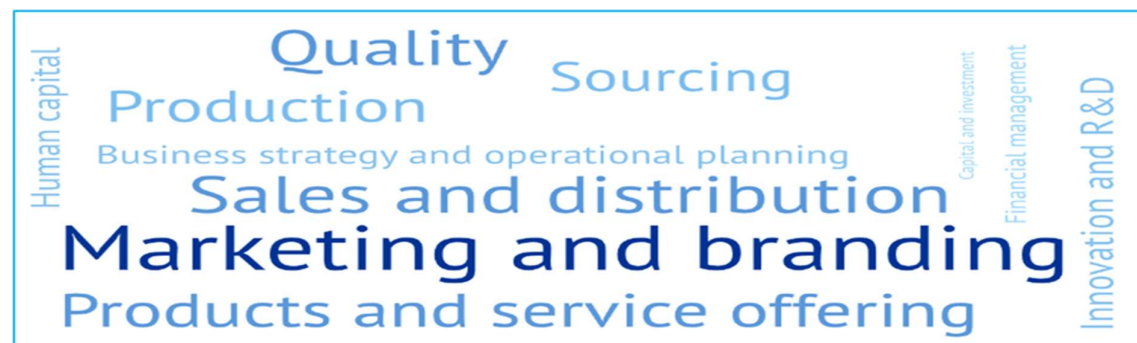 Quality
Sourcing
Human capital
Production
Capital and investment
Financial management
Innovation and R&D
Business strategy and operational planning
Sales and distribution
Marketing and branding
Products and service offering